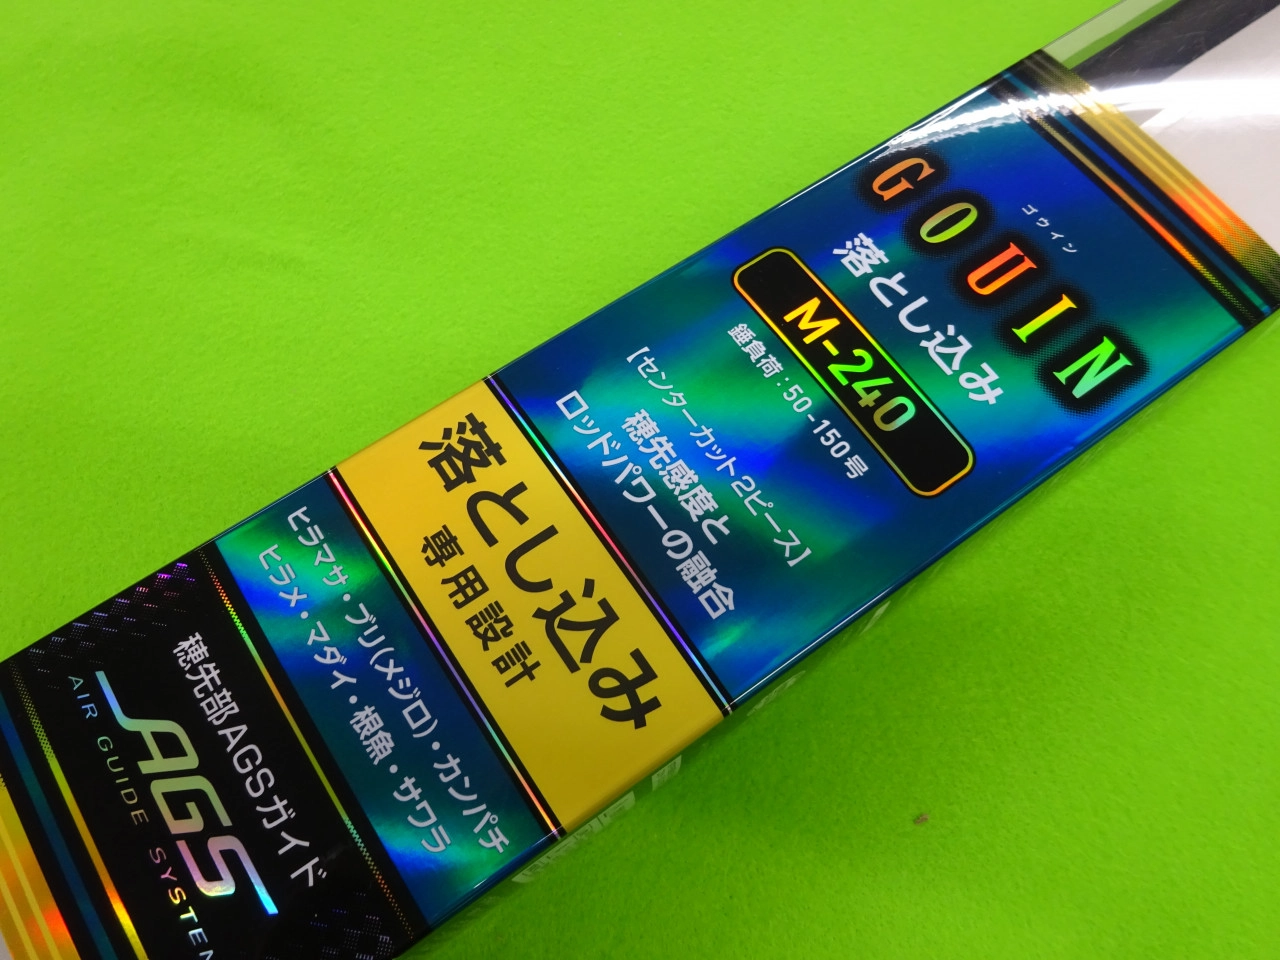 GOUIN
ゴウイン
落とし込み
M-240
錘負荷：50-150号
【センターカット2ピース】
穂先感度と
ロッドパワーの融合
落とし込み
専用設計
ヒラマサ・ブリ(メジロ)・カンパチ
ヒラメ・マダイ・根魚・サワラ
穂先部AGSガイド
AGS
AIR GUIDE SYSTEM